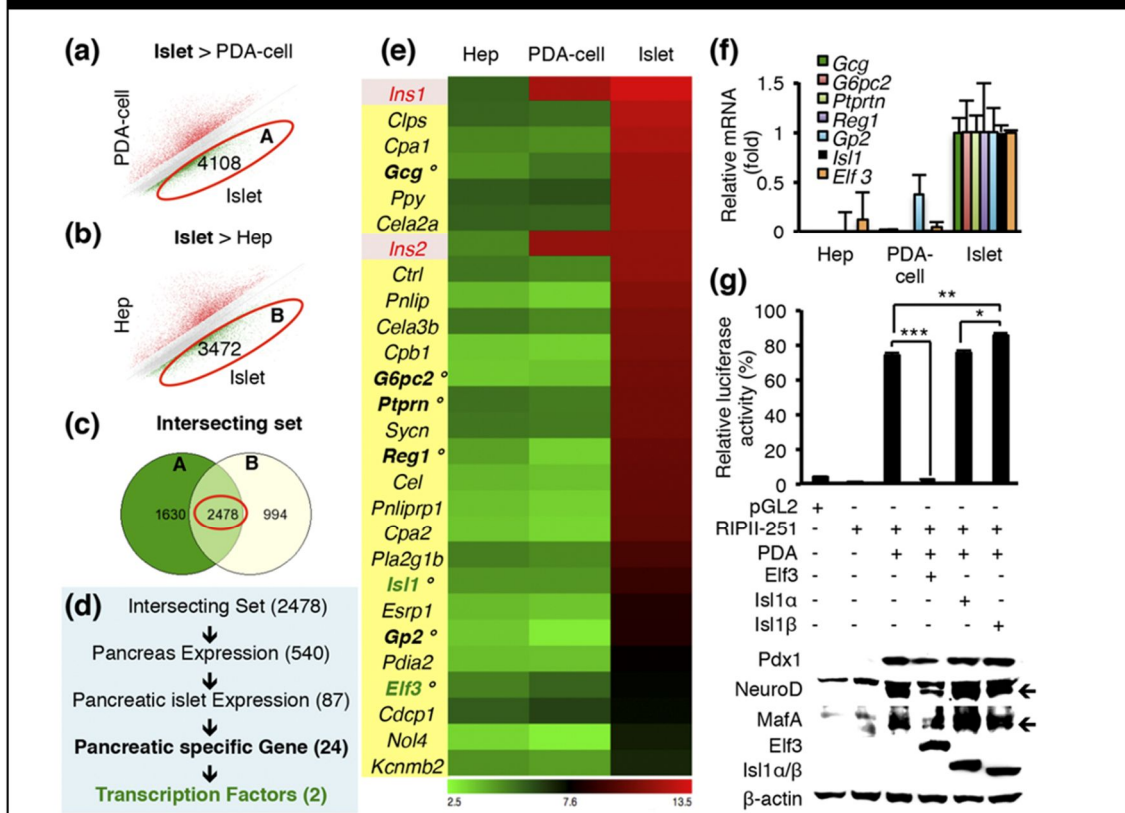 (a)
Islet > PDA-cell
PDA-cell
A
4108
Islet
(b)
Islet > Hep
Hep
B
3472
Islet
(c)
Intersecting set
A B
1630 2478 994
(d)
Intersecting Set (2478)
Pancreas Expression (540)
Pancreatic islet Expression (87)
Pancreatic specific Gene (24)
Transcription Factors (2)
(e)
Hep PDA-cell Islet
Ins1
Clps
Cpa1
Gcg °
Ppy
Cela2a
Ins2
Ctrl
Pnlip
Cela3b
Cpb1
G6pc2 °
Ptprn °
Sycn
Reg1 °
Cel
Pnliprp1
Cpa2
Pla2g1b
Isl1 °
Esrp1
Gp2 °
Pdia2
Elf3 °
Cdcp1
Nol4
Kcnmb2
2.5 7.6 13.5
(f)
Gcg
G6pc2
Ptprtn
Reg1
Gp2
Isl1
Elf 3
Relative mRNA
(fold)
1.5
1
0.5
0
Hep PDA-
cell Islet
(g)
Relative luciferase
activity (%)
100
80
60
40
20
0
** 
*** *
pGL2 + - - - - -
RIPII-251 - + + + + +
PDA - - + + + +
Elf3 - - - + - -
Isl1α - - - - + -
Isl1β - - - - - +
Pdx1
NeuroD
MafA
Elf3
Isl1α/β
β-actin